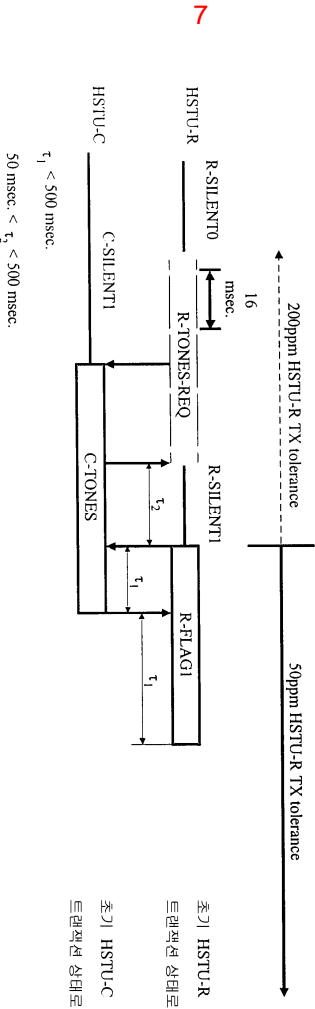 7
200ppm HSTU-R TX tolerance
50ppm HSTU-R TX tolerance
16
msec.
R-SILENT0
R-SILENT1
HSTU-R
R-TONES-REQ
R-FLAG1
초기 HSTU-R
트랜잭션 상태로
τ2
τ1
τ1
C-SILENT1
HSTU-C
C-TONES
초기 HSTU-C
트랜잭션 상태로
τ1 < 500 msec.
50 msec. < τ2 < 500 msec.